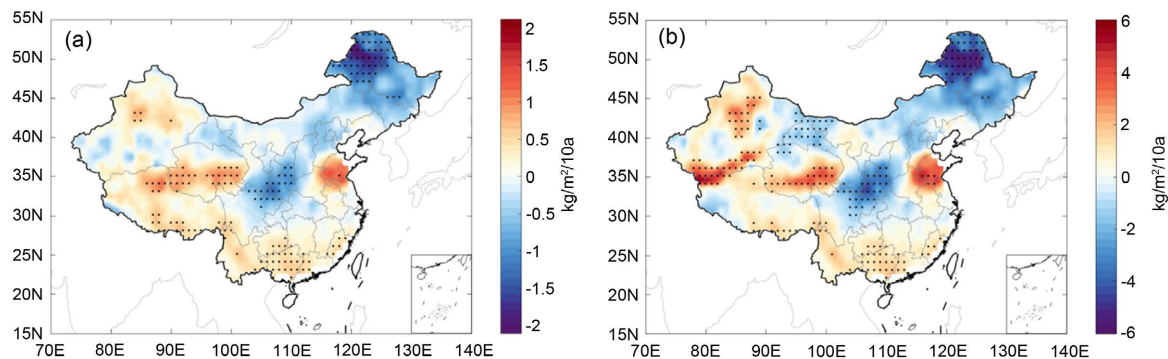 (a)
55N
50N
45N
40N
35N
30N
25N
20N
15N
70E 80E 90E 100E 110E 120E 130E 140E
2
1.5
1
0.5
0
-0.5
-1
-1.5
-2
kg/m²/10a
(b)
55N
50N
45N
40N
35N
30N
25N
20N
15N
70E 80E 90E 100E 110E 120E 130E 140E
6
4
2
0
-2
-4
-6
kg/m²/10a